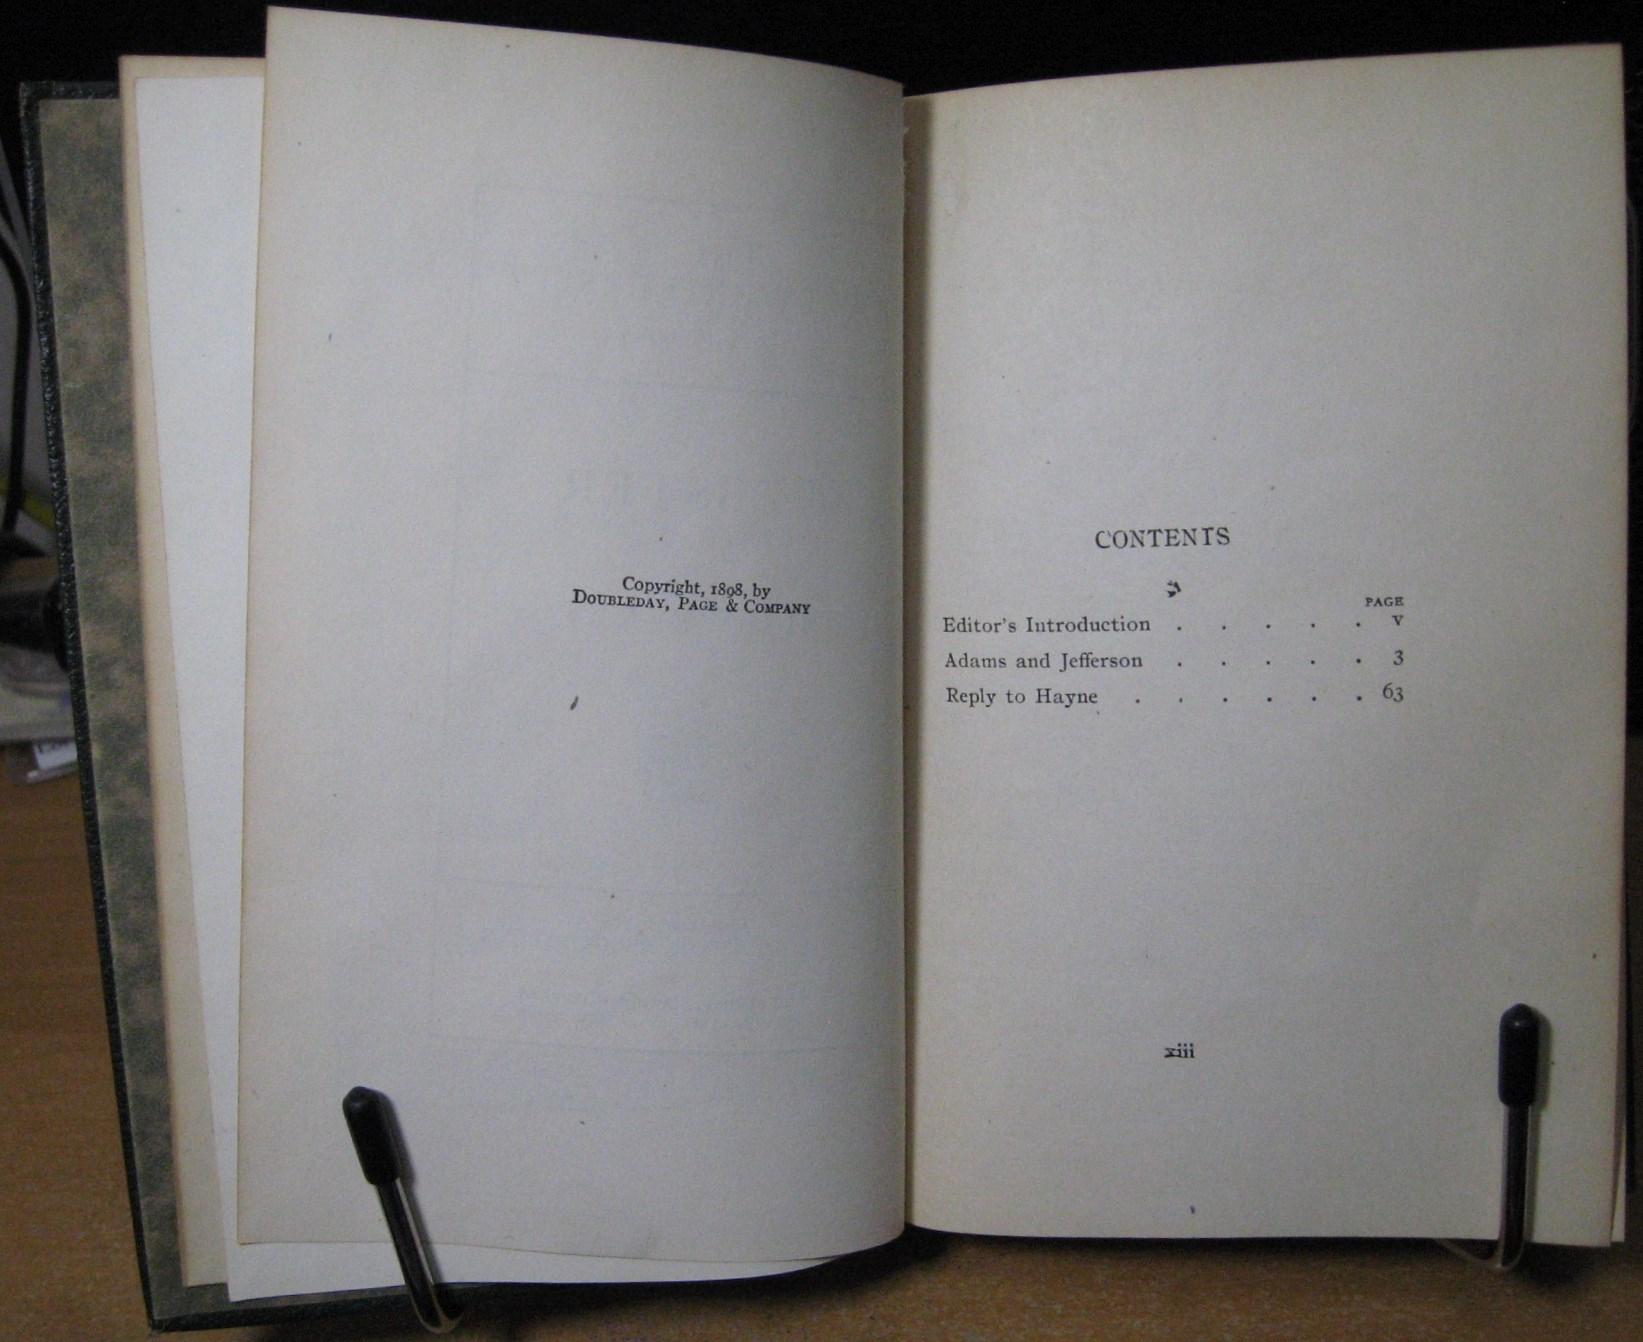 Copyright, 1898, by
DOUBLEDAY, PAGE & COMPANY
CONTENTS
PAGE
Editor's Introduction . . . . . v
Adams and Jefferson . . . . . 3
Reply to Hayne . . . . . . 63
xiii